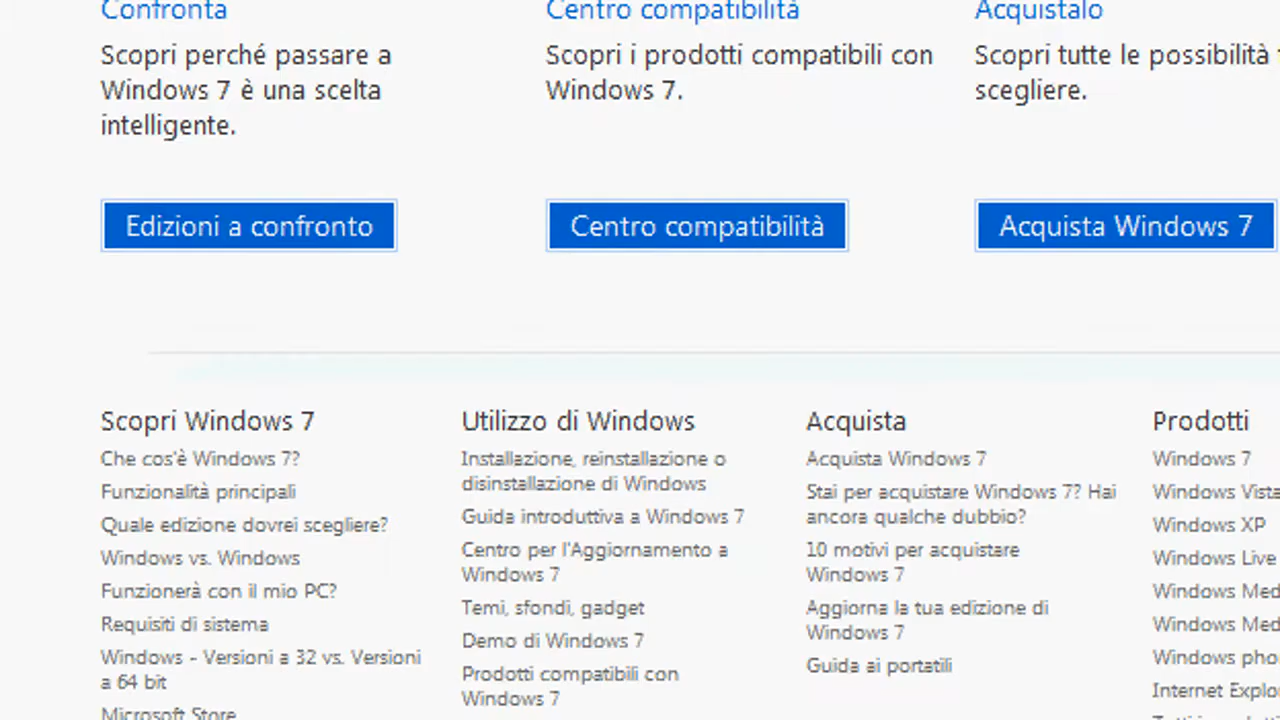 Confronta
Scopri perché passare a
Windows 7 è una scelta
intelligente.
Edizioni a confronto
Centro compatibilità
Scopri i prodotti compatibili con
Windows 7.
Centro compatibilità
Acquistalo
Scopri tutte le possibilità
scegliere.
Acquista Windows 7
Scopri Windows 7
Che cos'è Windows 7?
Funzionalità principali
Quale edizione dovrei scegliere?
Windows vs. Windows
Funzionerà con il mio PC?
Requisiti di sistema
Windows - Versioni a 32 vs. Versioni
a 64 bit
Microsoft Store
Utilizzo di Windows
Installazione, reinstallazione o
disinstallazione di Windows
Guida introduttiva a Windows 7
Centro per l'Aggiornamento a
Windows 7
Temi, sfondi, gadget
Demo di Windows 7
Prodotti compatibili con
Windows 7
Acquista
Acquista Windows 7
Stai per acquistare Windows 7? Hai
ancora qualche dubbio?
10 motivi per acquistare
Windows 7
Aggiorna la tua edizione di
Windows 7
Guida ai portatili
Prodotti
Windows 7
Windows Vista
Windows XP
Windows Live
Windows Med
Windows Med
Windows pho
Internet Explo